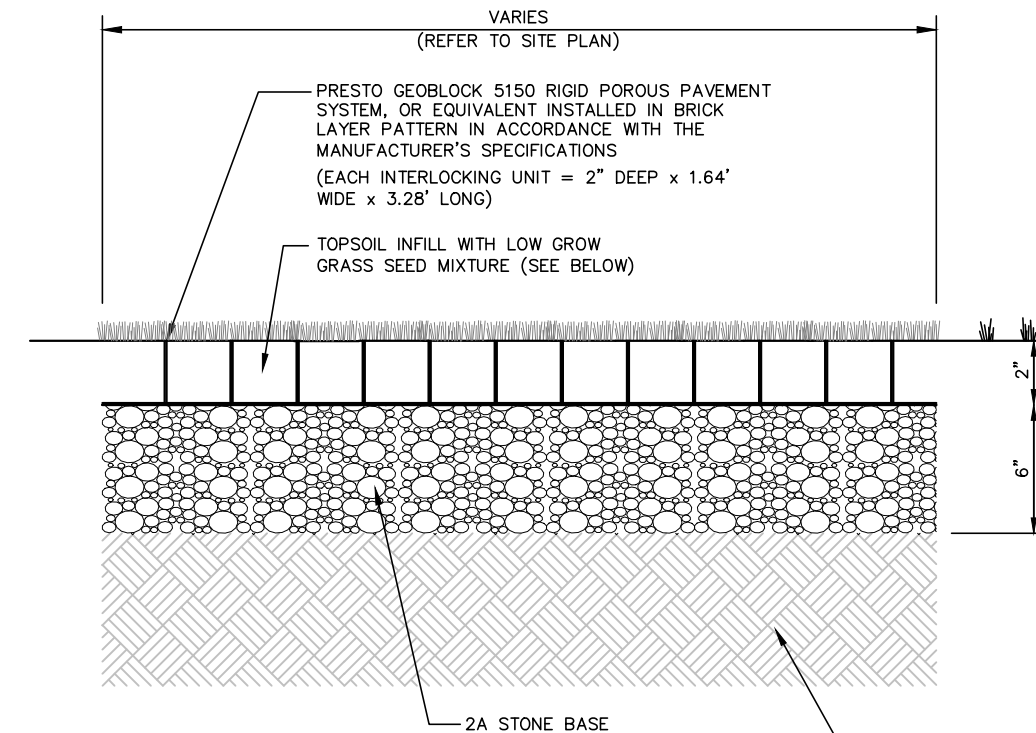 VARIES
(REFER TO SITE PLAN)
PRESTO GEOBLOCK 5150 RIGID POROUS PAVEMENT
SYSTEM, OR EQUIVALENT INSTALLED IN BRICK
LAYER PATTERN IN ACCORDANCE WITH THE
MANUFACTURER'S SPECIFICATIONS
(EACH INTERLOCKING UNIT = 2" DEEP x 1.64'
WIDE x 3.28' LONG)
TOPSOIL INFILL WITH LOW GROW
GRASS SEED MIXTURE (SEE BELOW)
2"
6"
2A STONE BASE